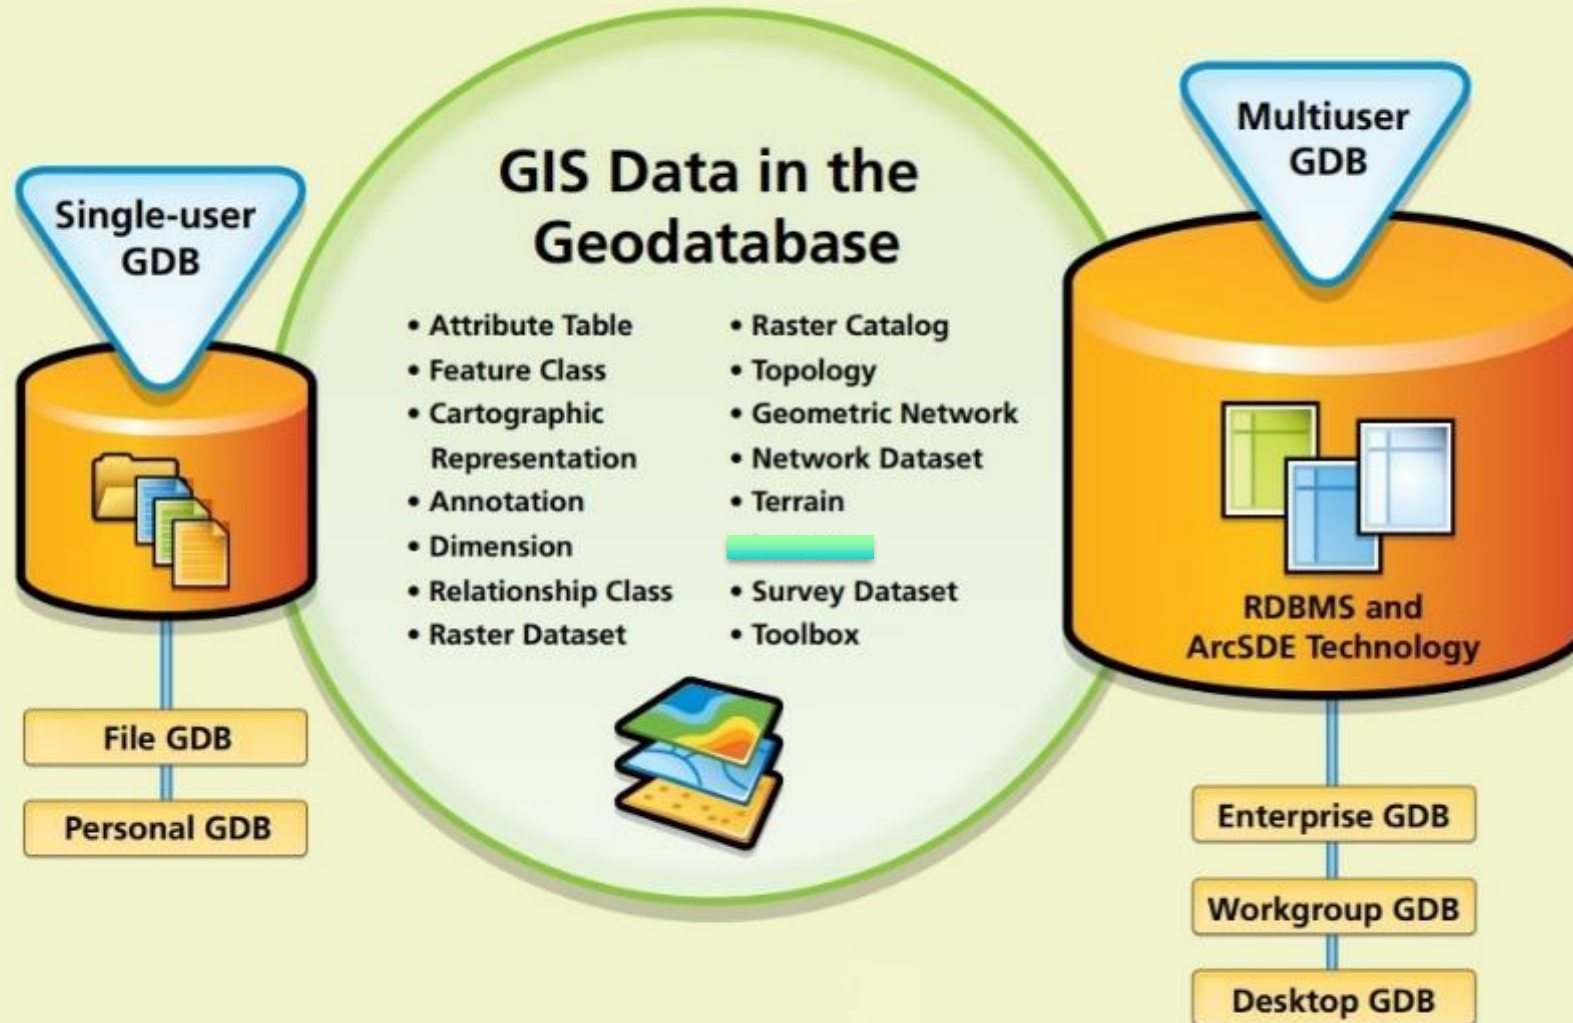 Single-user
GDB
File GDB
Personal GDB
GIS Data in the
Geodatabase
• Attribute Table
• Feature Class
• Cartographic
Representation
• Annotation
• Dimension
• Relationship Class
• Raster Dataset
• Raster Catalog
• Topology
• Geometric Network
• Network Dataset
• Terrain
• Survey Dataset
• Toolbox
Multiuser
GDB
RDBMS and
ArcSDE Technology
Enterprise GDB
Workgroup GDB
Desktop GDB